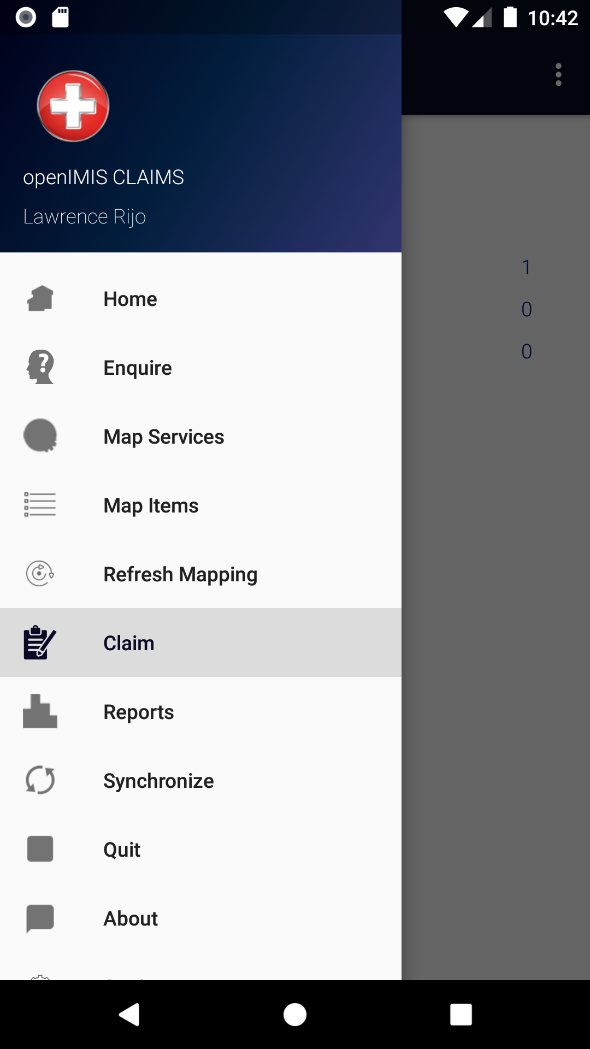 10:42
openIMIS CLAIMS
Lawrence Rijo
1
0
0
Home
Enquire
Map Services
Map Items
Refresh Mapping
Claim
Reports
Synchronize
Quit
About